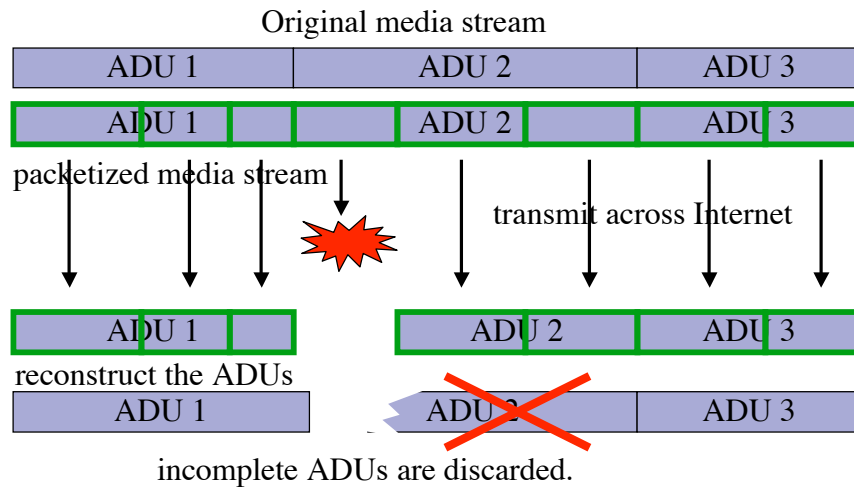 Original media stream
ADU 1 ADU 2 ADU 3
ADU 1 ADU 2 ADU 3
packetized media stream
transmit across Internet
ADU 1 ADU 2 ADU 3
reconstruct the ADUs
ADU 1 ADU 2 ADU 3
incomplete ADUs are discarded.